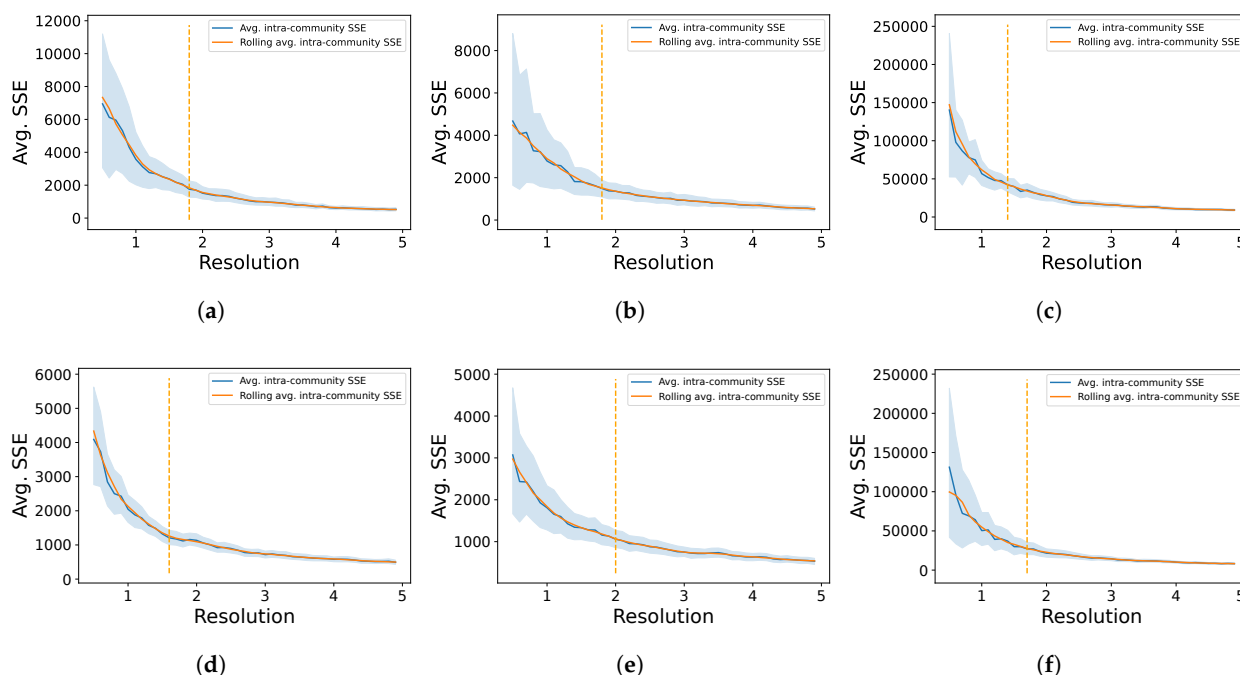 12000
10000
8000
6000
4000
2000
0
Avg. SSE
Avg. intra-community SSE
Rolling avg. intra-community SSE
1 2 3 4 5
Resolution
(a)
8000
6000
4000
2000
0
Avg. SSE
Avg. intra-community SSE
Rolling avg. intra-community SSE
1 2 3 4 5
Resolution
(b)
250000
200000
150000
100000
50000
0
Avg. SSE
Avg. intra-community SSE
Rolling avg. intra-community SSE
1 2 3 4 5
Resolution
(c)
6000
5000
4000
3000
2000
1000
0
Avg. SSE
Avg. intra-community SSE
Rolling avg. intra-community SSE
1 2 3 4 5
Resolution
(d)
5000
4000
3000
2000
1000
Avg. SSE
Avg. intra-community SSE
Rolling avg. intra-community SSE
1 2 3 4 5
Resolution
(e)
250000
200000
150000
100000
50000
0
Avg. SSE
Avg. intra-community SSE
Rolling avg. intra-community SSE
1 2 3 4 5
Resolution
(f)